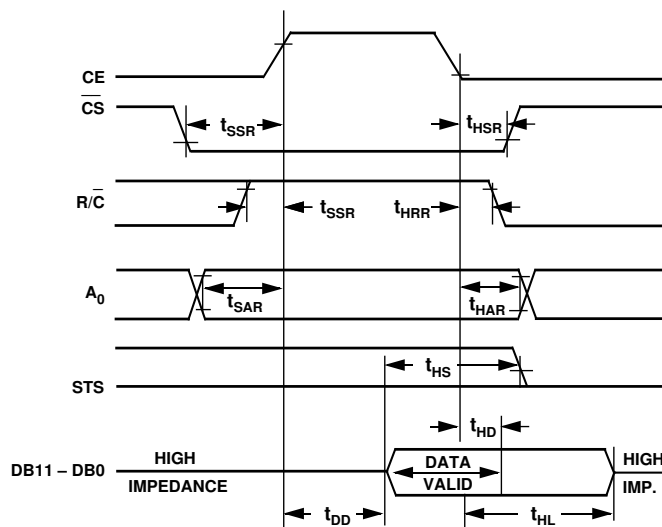 CE
CS
tSSR
tHSR
R/C
tSSR
tHRR
A0
tSAR
tHAR
STS
tHS
tHD
DB11 – DB0
HIGH
IMPEDANCE
DATA
VALID
HIGH
IMP.
tDD
tHL